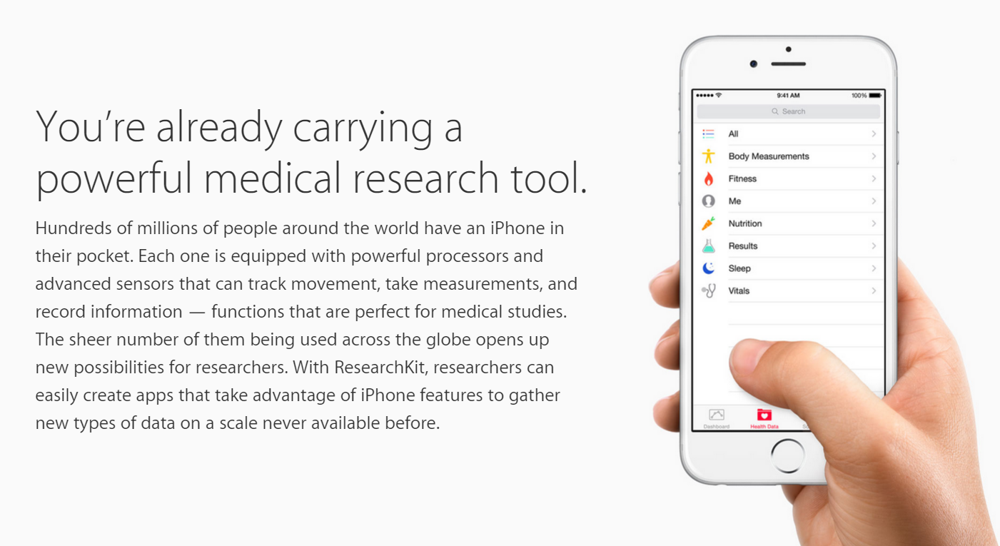 You’re already carrying a
powerful medical research tool.
Hundreds of millions of people around the world have an iPhone in
their pocket. Each one is equipped with powerful processors and
advanced sensors that can track movement, take measurements, and
record information — functions that are perfect for medical studies.
The sheer number of them being used across the globe opens up
new possibilities for researchers. With ResearchKit, researchers can
easily create apps that take advantage of iPhone features to gather
new types of data on a scale never available before.
9:41 AM 100%
Search
All
Body Measurements
Fitness
Me
Nutrition
Results
Sleep
Vitals
Dashboard Health Data